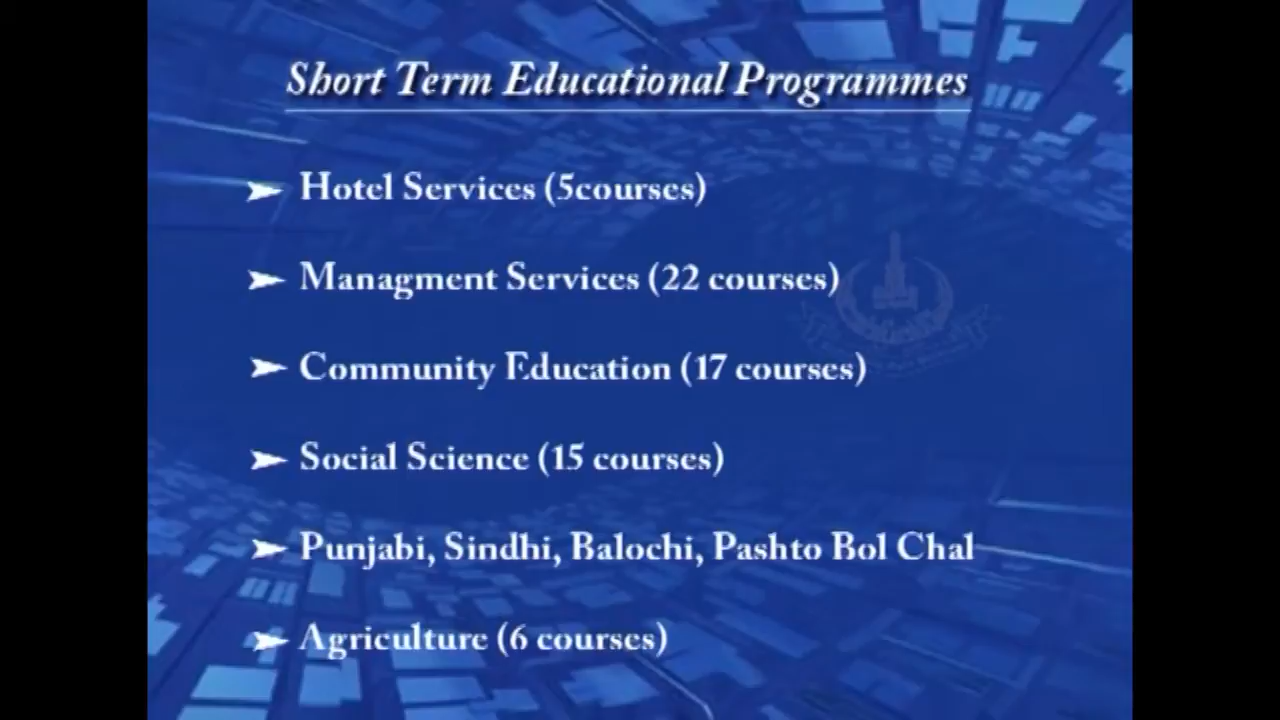 Short Term Educational Programmes
Hotel Services (5courses)
Managment Services (22 courses)
Community Education (17 courses)
Social Science (15 courses)
Punjabi, Sindhi, Balochi, Pashto Bol Chal
Agriculture (6 courses)